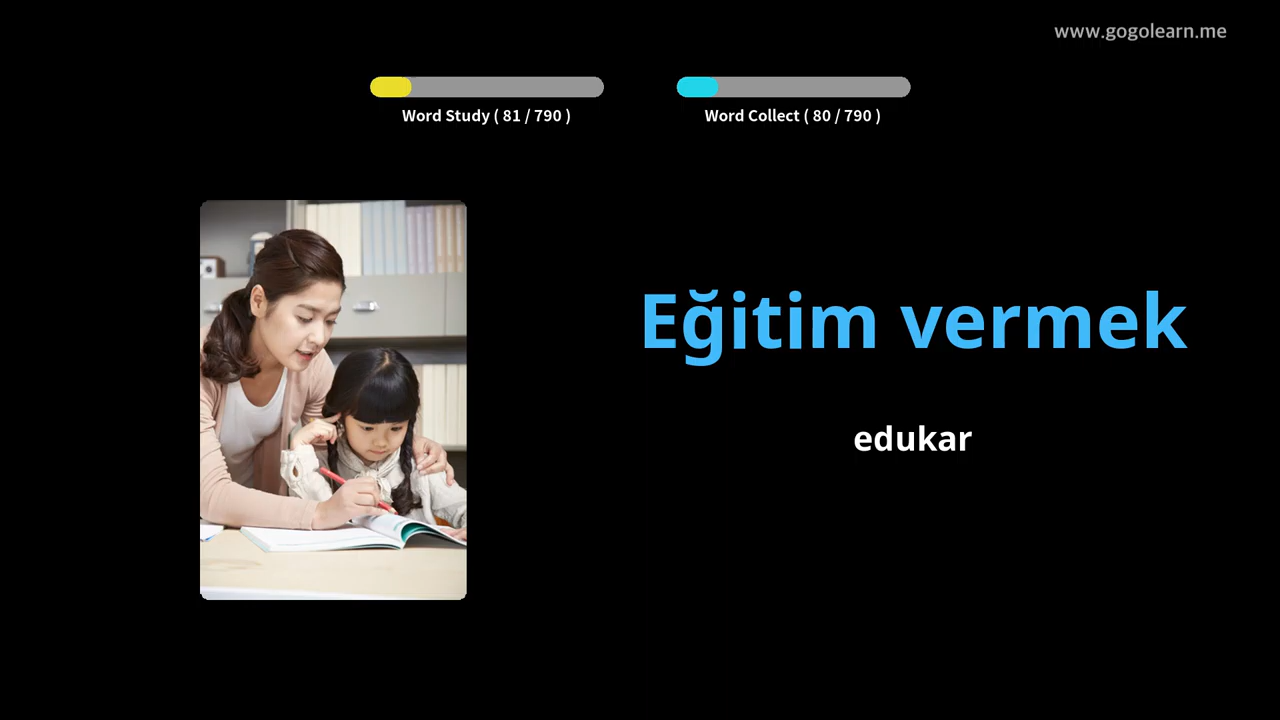 www.gogolearn.me
Word Study ( 81 / 790 )
Word Collect ( 80 / 790 )
Eğitim vermek
edukar